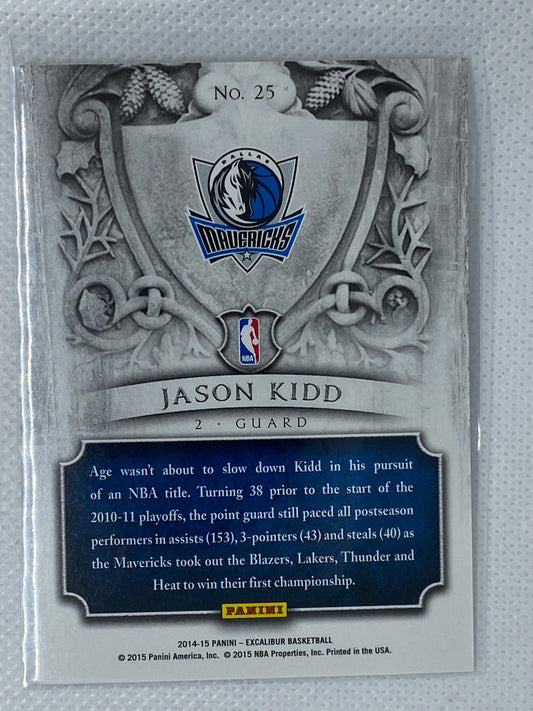 No. 25
DALLAS
MAVERICKS
NBA
JASON KIDD
2 · GUARD
Age wasn't about to slow down Kidd in his pursuit
of an NBA title. Turning 38 prior to the start of the
2010-11 playoffs, the point guard still paced all postseason
performers in assists (153), 3-pointers (43) and steals (40) as
the Mavericks took out the Blazers, Lakers, Thunder and
Heat to win their first championship.
PANINI
2014-15 PANINI – EXCALIBUR BASKETBALL
© 2015 Panini America, Inc. © 2015 NBA Properties, Inc. Printed in the USA.